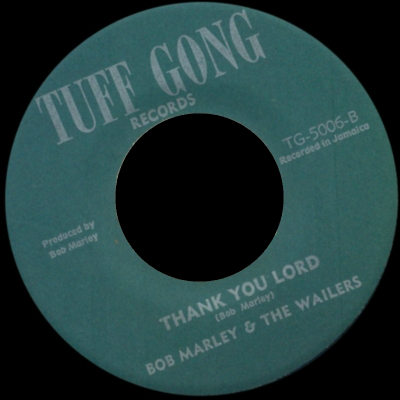 TUFF GONG
RECORDS
TG-5006-B
Recorded in Jamaica
Produced by
Bob Marley
THANK YOU LORD
(Bob Marley)
BOB MARLEY & THE WAILERS